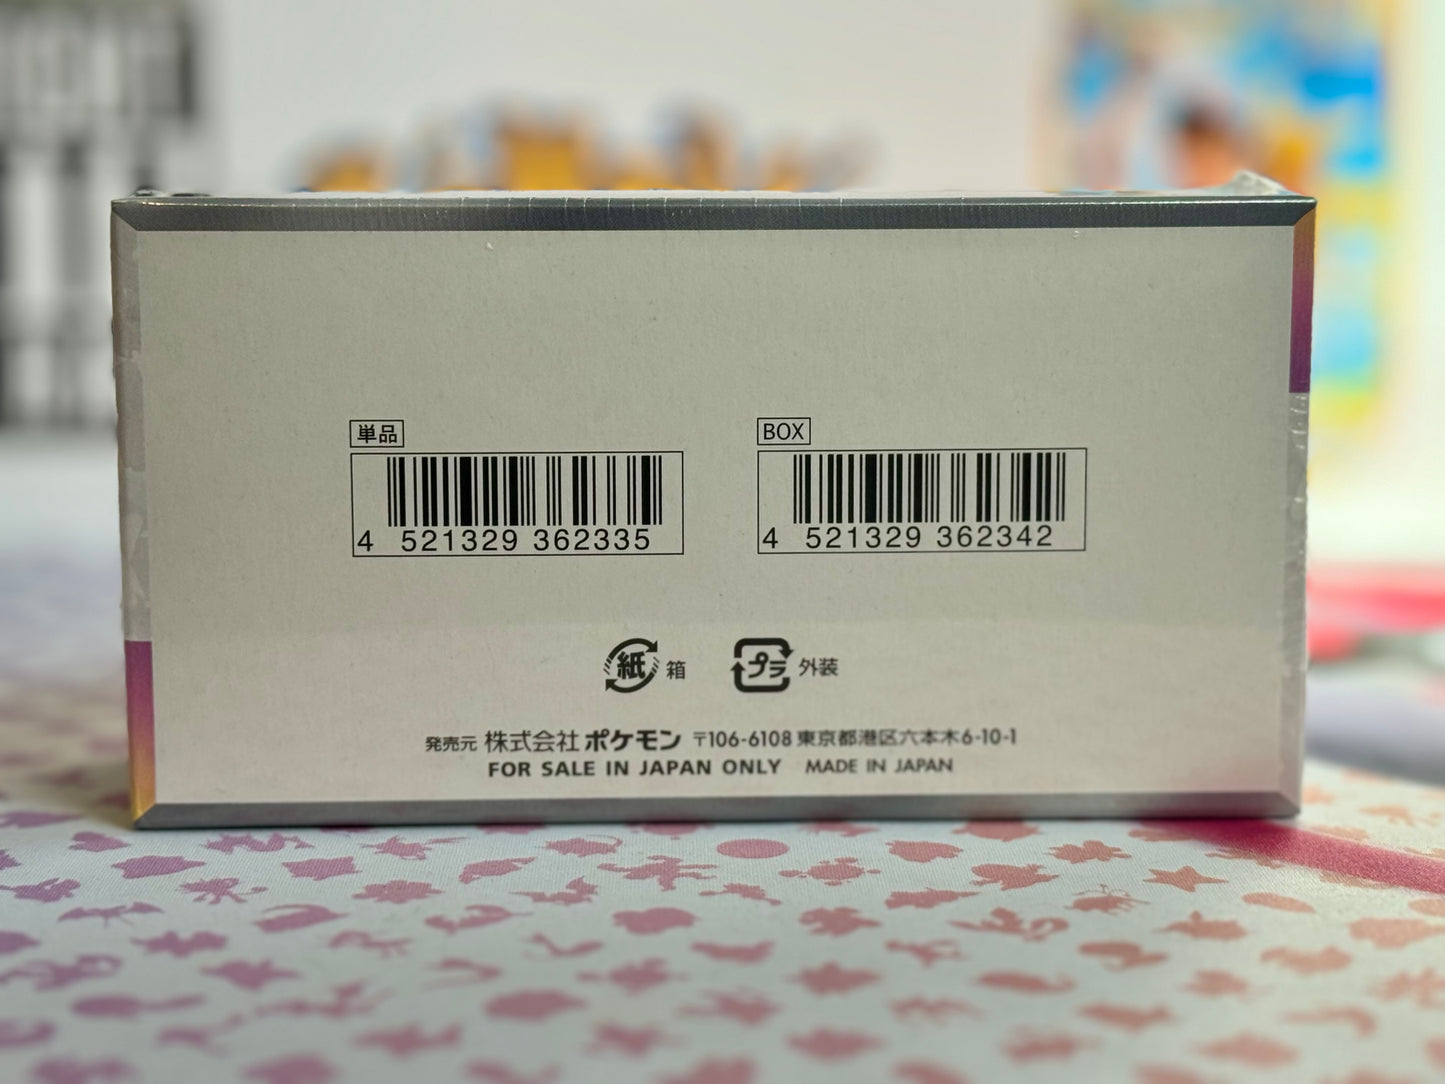 単品
4 521329 362335
BOX
4 521329 362342
紙 箱
プラ 外装
発売元 株式会社ポケモン 〒106-6108 東京都港区六本木6-10-1
FOR SALE IN JAPAN ONLY MADE IN JAPAN